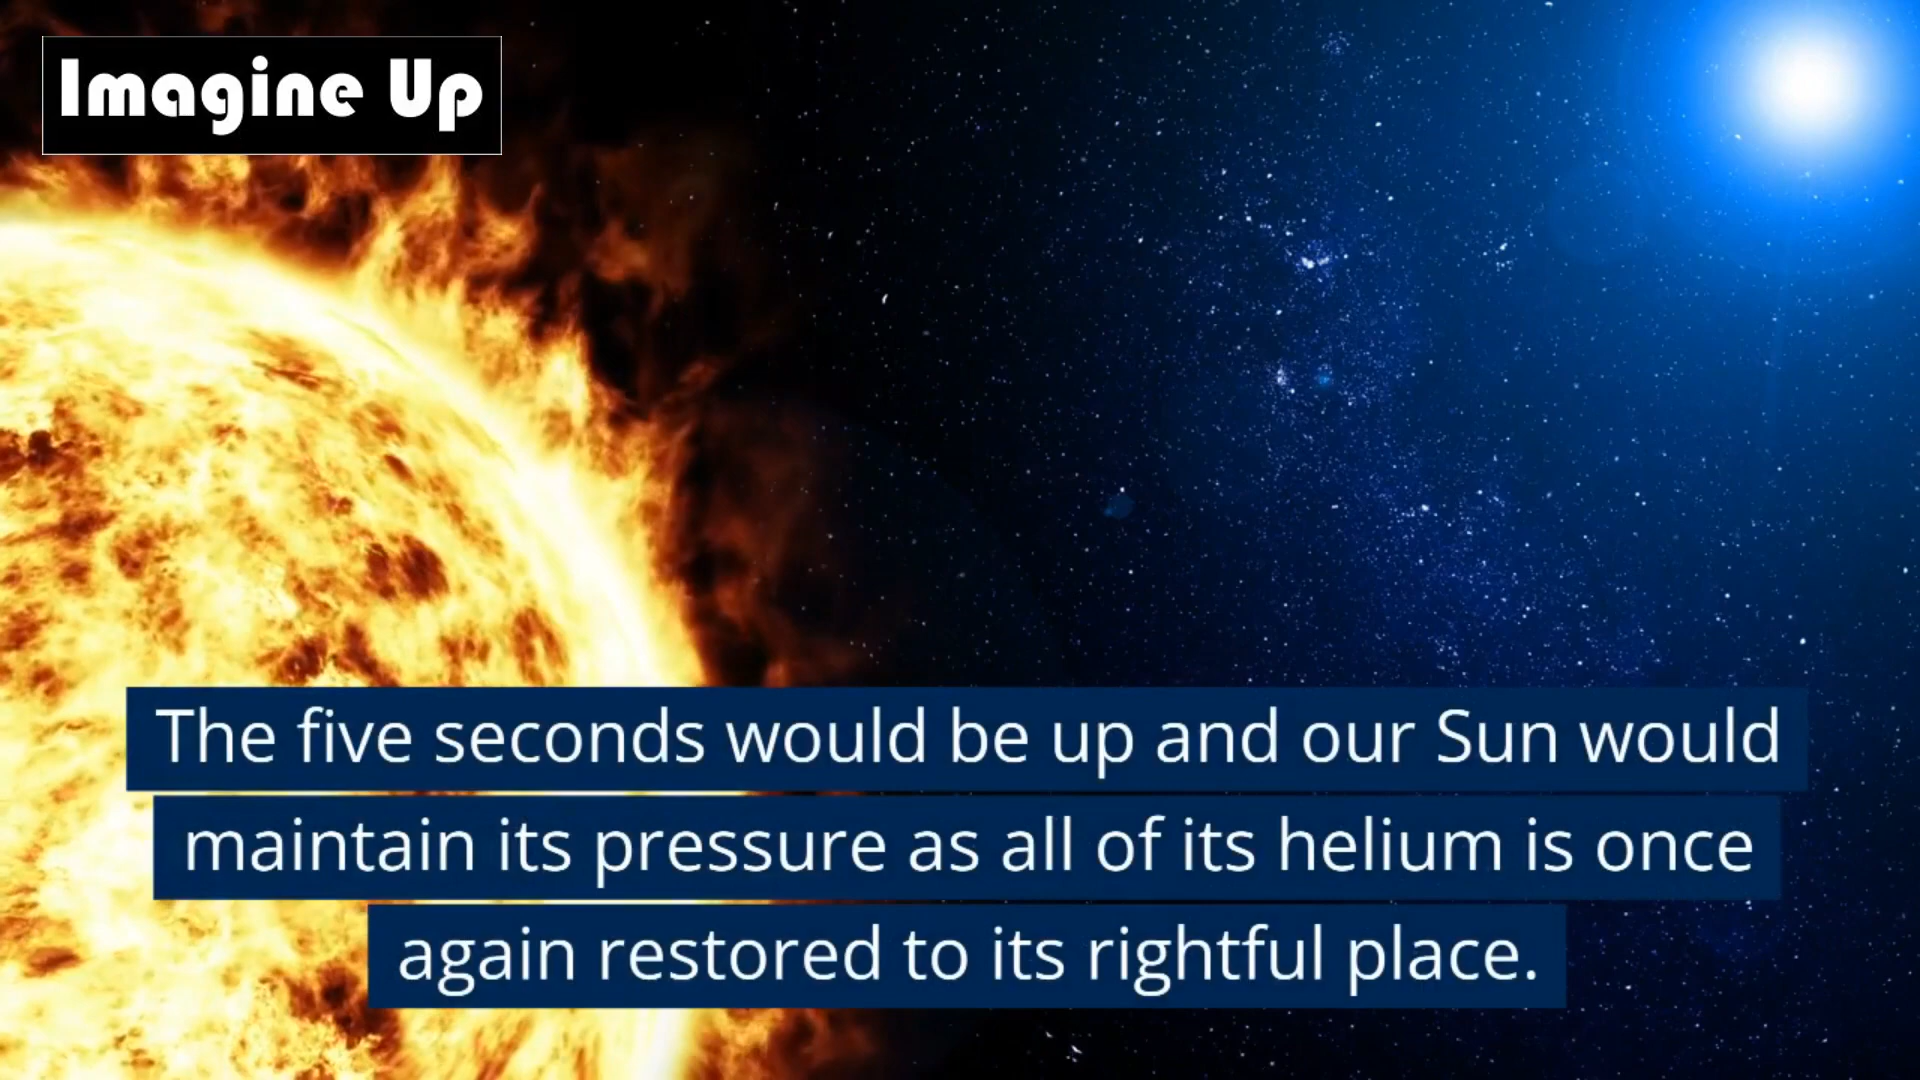 Imagine Up
The five seconds would be up and our Sun would
maintain its pressure as all of its helium is once
again restored to its rightful place.